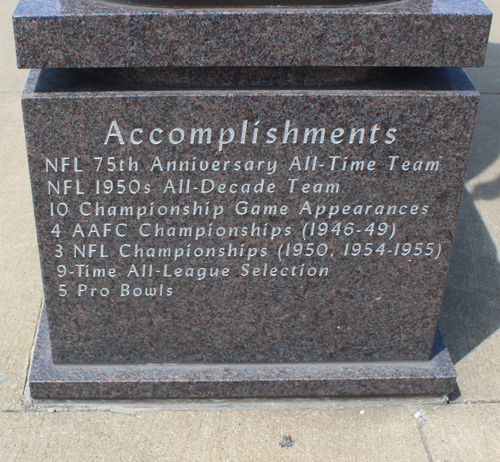 Accomplishments
NFL 75th Anniversary All-Time Team
NFL 1950s All-Decade Team
10 Championship Game Appearances
4 AAFC Championships (1946-49)
3 NFL Championships (1950, 1954-1955)
9-Time All-League Selection
5 Pro Bowls